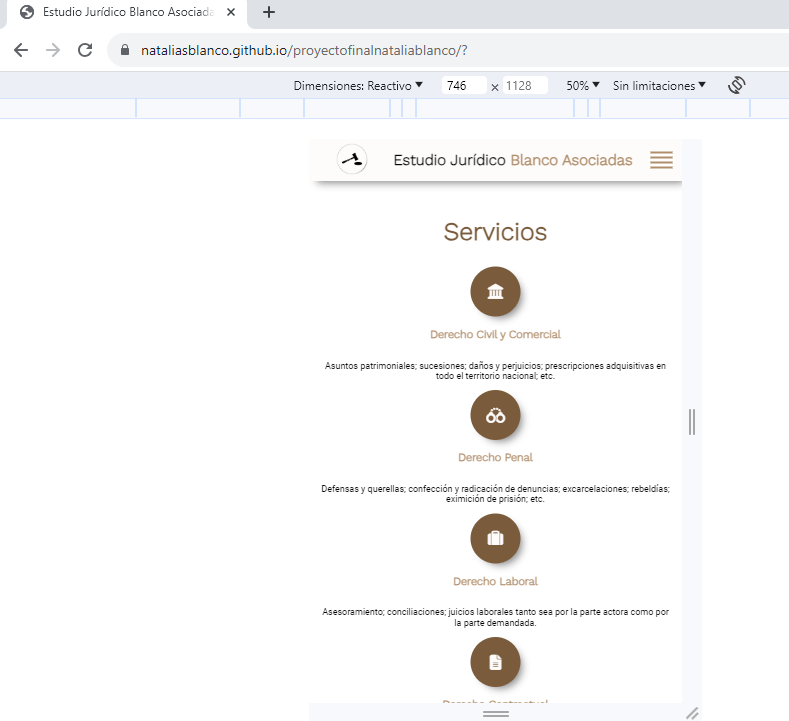 Estudio Jurídico Blanco Asociada
nataliasblanco.github.io/proyectofinalnataliablanco/?
Dimensiones: Reactivo 746 × 1128 50% Sin limitaciones
Estudio Jurídico Blanco Asociadas
Servicios
Derecho Civil y Comercial
Asuntos patrimoniales; sucesiones; daños y perjuicios; prescripciones adquisitivas en
todo el territorio nacional; etc.
Derecho Penal
Defensas y querellas; confección y radicación de denuncias; excarcelaciones; rebeldías;
eximición de prisión; etc.
Derecho Laboral
Asesoramiento; conciliaciones; juicios laborales tanto sea por la parte actora como por
la parte demandada.
Derecho Contractual